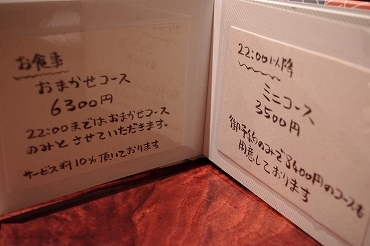 お食事
おまかせコース
6300円
22:00まではおまかせコース
のみとさせていただきます。
サービス料10%頂いております
22:00以降
ミニコース
3500円
御予約のみで8400円のコースも
用意しております